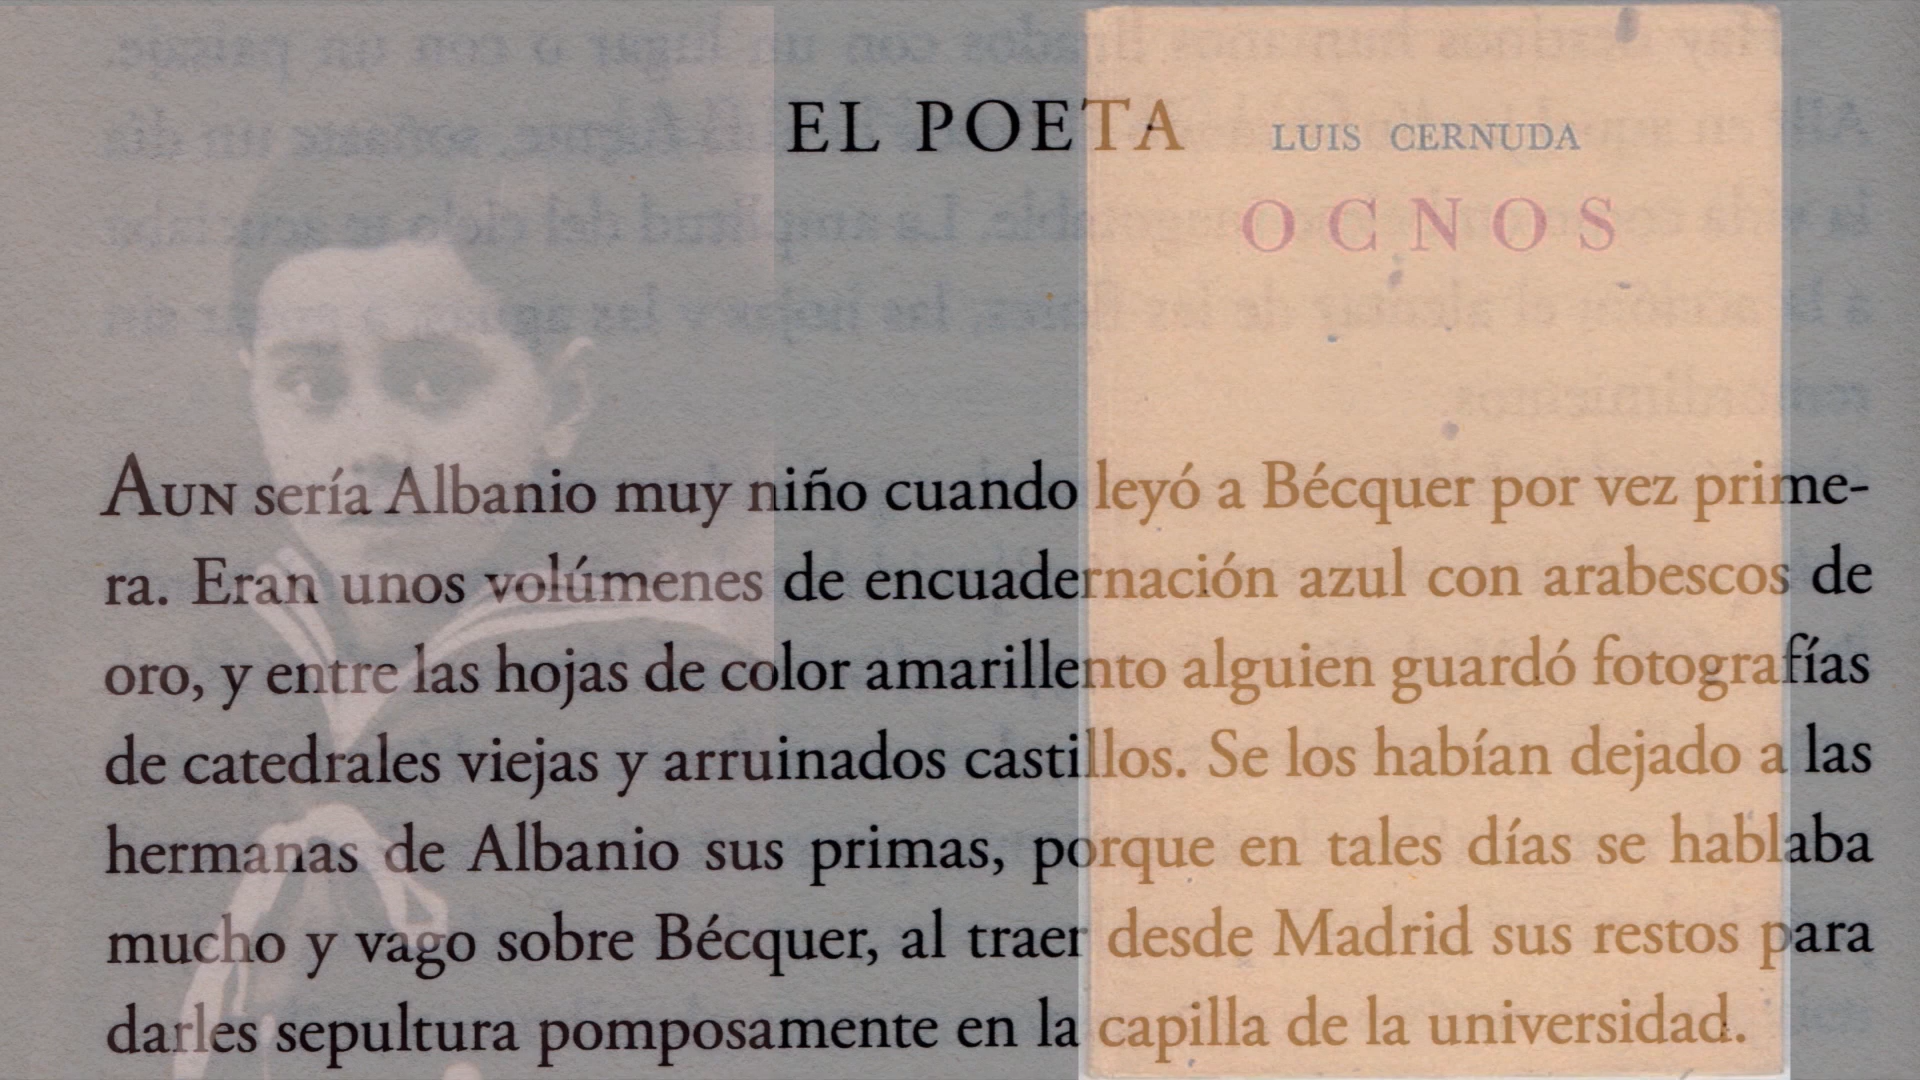 EL POETA
LUIS CERNUDA
OCNOS
AUN sería Albanio muy niño cuando leyó a Bécquer por vez prime-
ra. Eran unos volúmenes de encuadernación azul con arabescos de
oro, y entre las hojas de color amarillento alguien guardó fotografías
de catedrales viejas y arruinados castillos. Se los habían dejado a las
hermanas de Albanio sus primas, porque en tales días se hablaba
mucho y vago sobre Bécquer, al traer desde Madrid sus restos para
darles sepultura pomposamente en la capilla de la universidad.